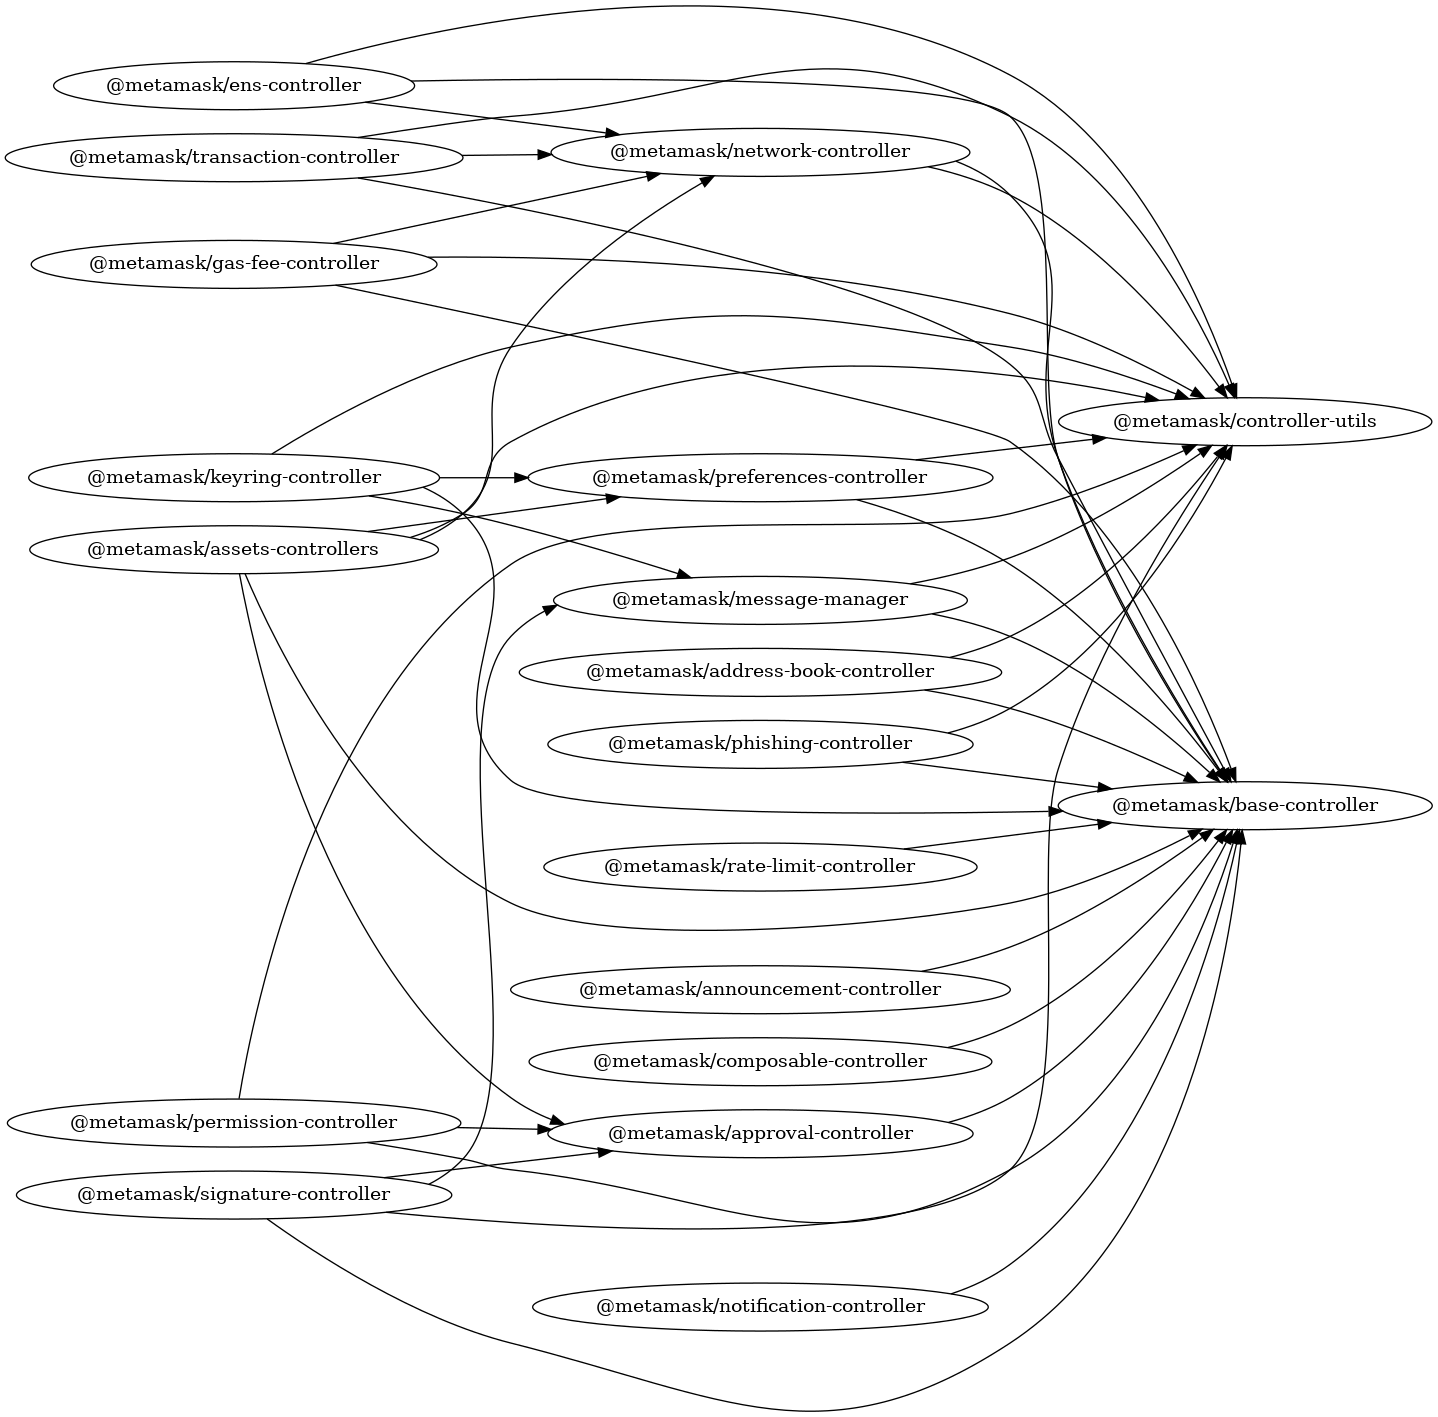 @metamask/ens-controller
@metamask/network-controller
@metamask/transaction-controller
@metamask/gas-fee-controller
@metamask/controller-utils
@metamask/keyring-controller
@metamask/preferences-controller
@metamask/assets-controllers
@metamask/message-manager
@metamask/address-book-controller
@metamask/phishing-controller
@metamask/base-controller
@metamask/rate-limit-controller
@metamask/announcement-controller
@metamask/composable-controller
@metamask/permission-controller
@metamask/approval-controller
@metamask/signature-controller
@metamask/notification-controller